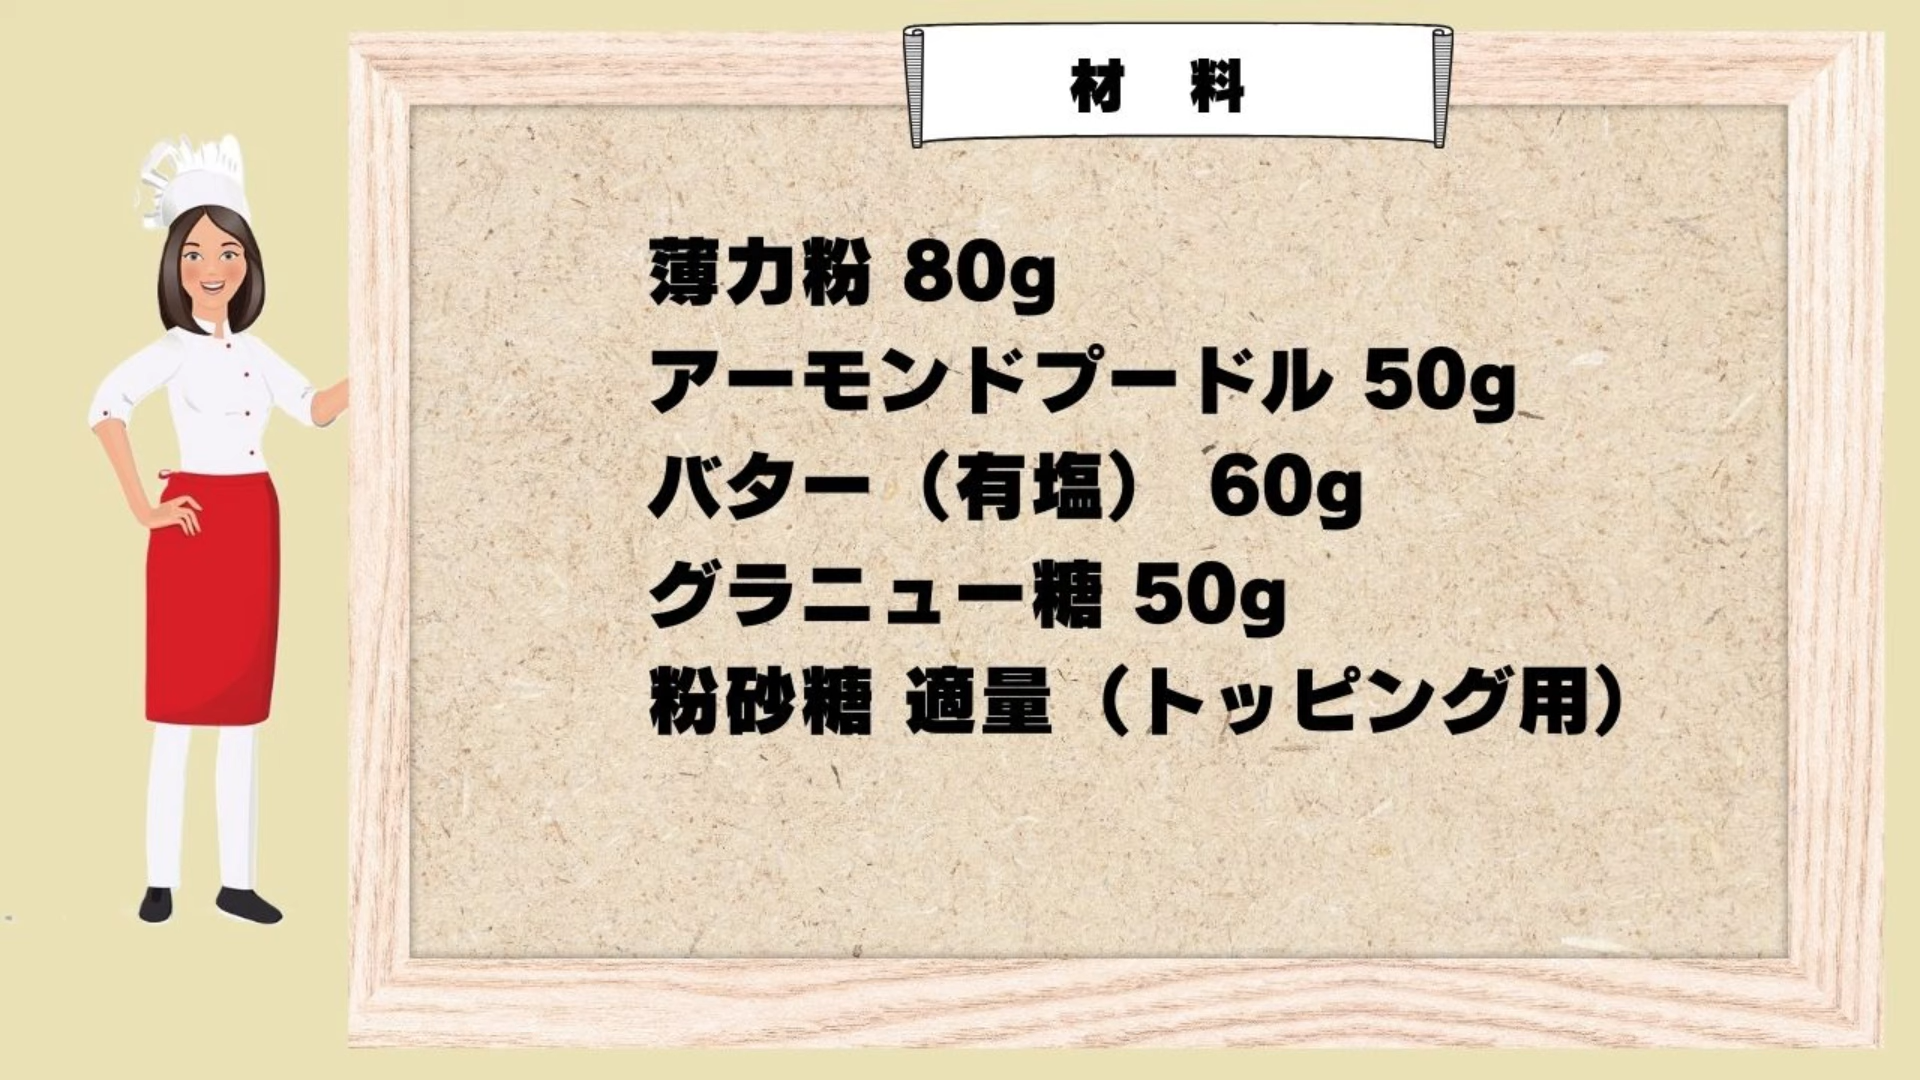 材　料
薄力粉 80g
アーモンドプードル 50g
バター（有塩） 60g
グラニュー糖 50g
粉砂糖 適量（トッピング用）